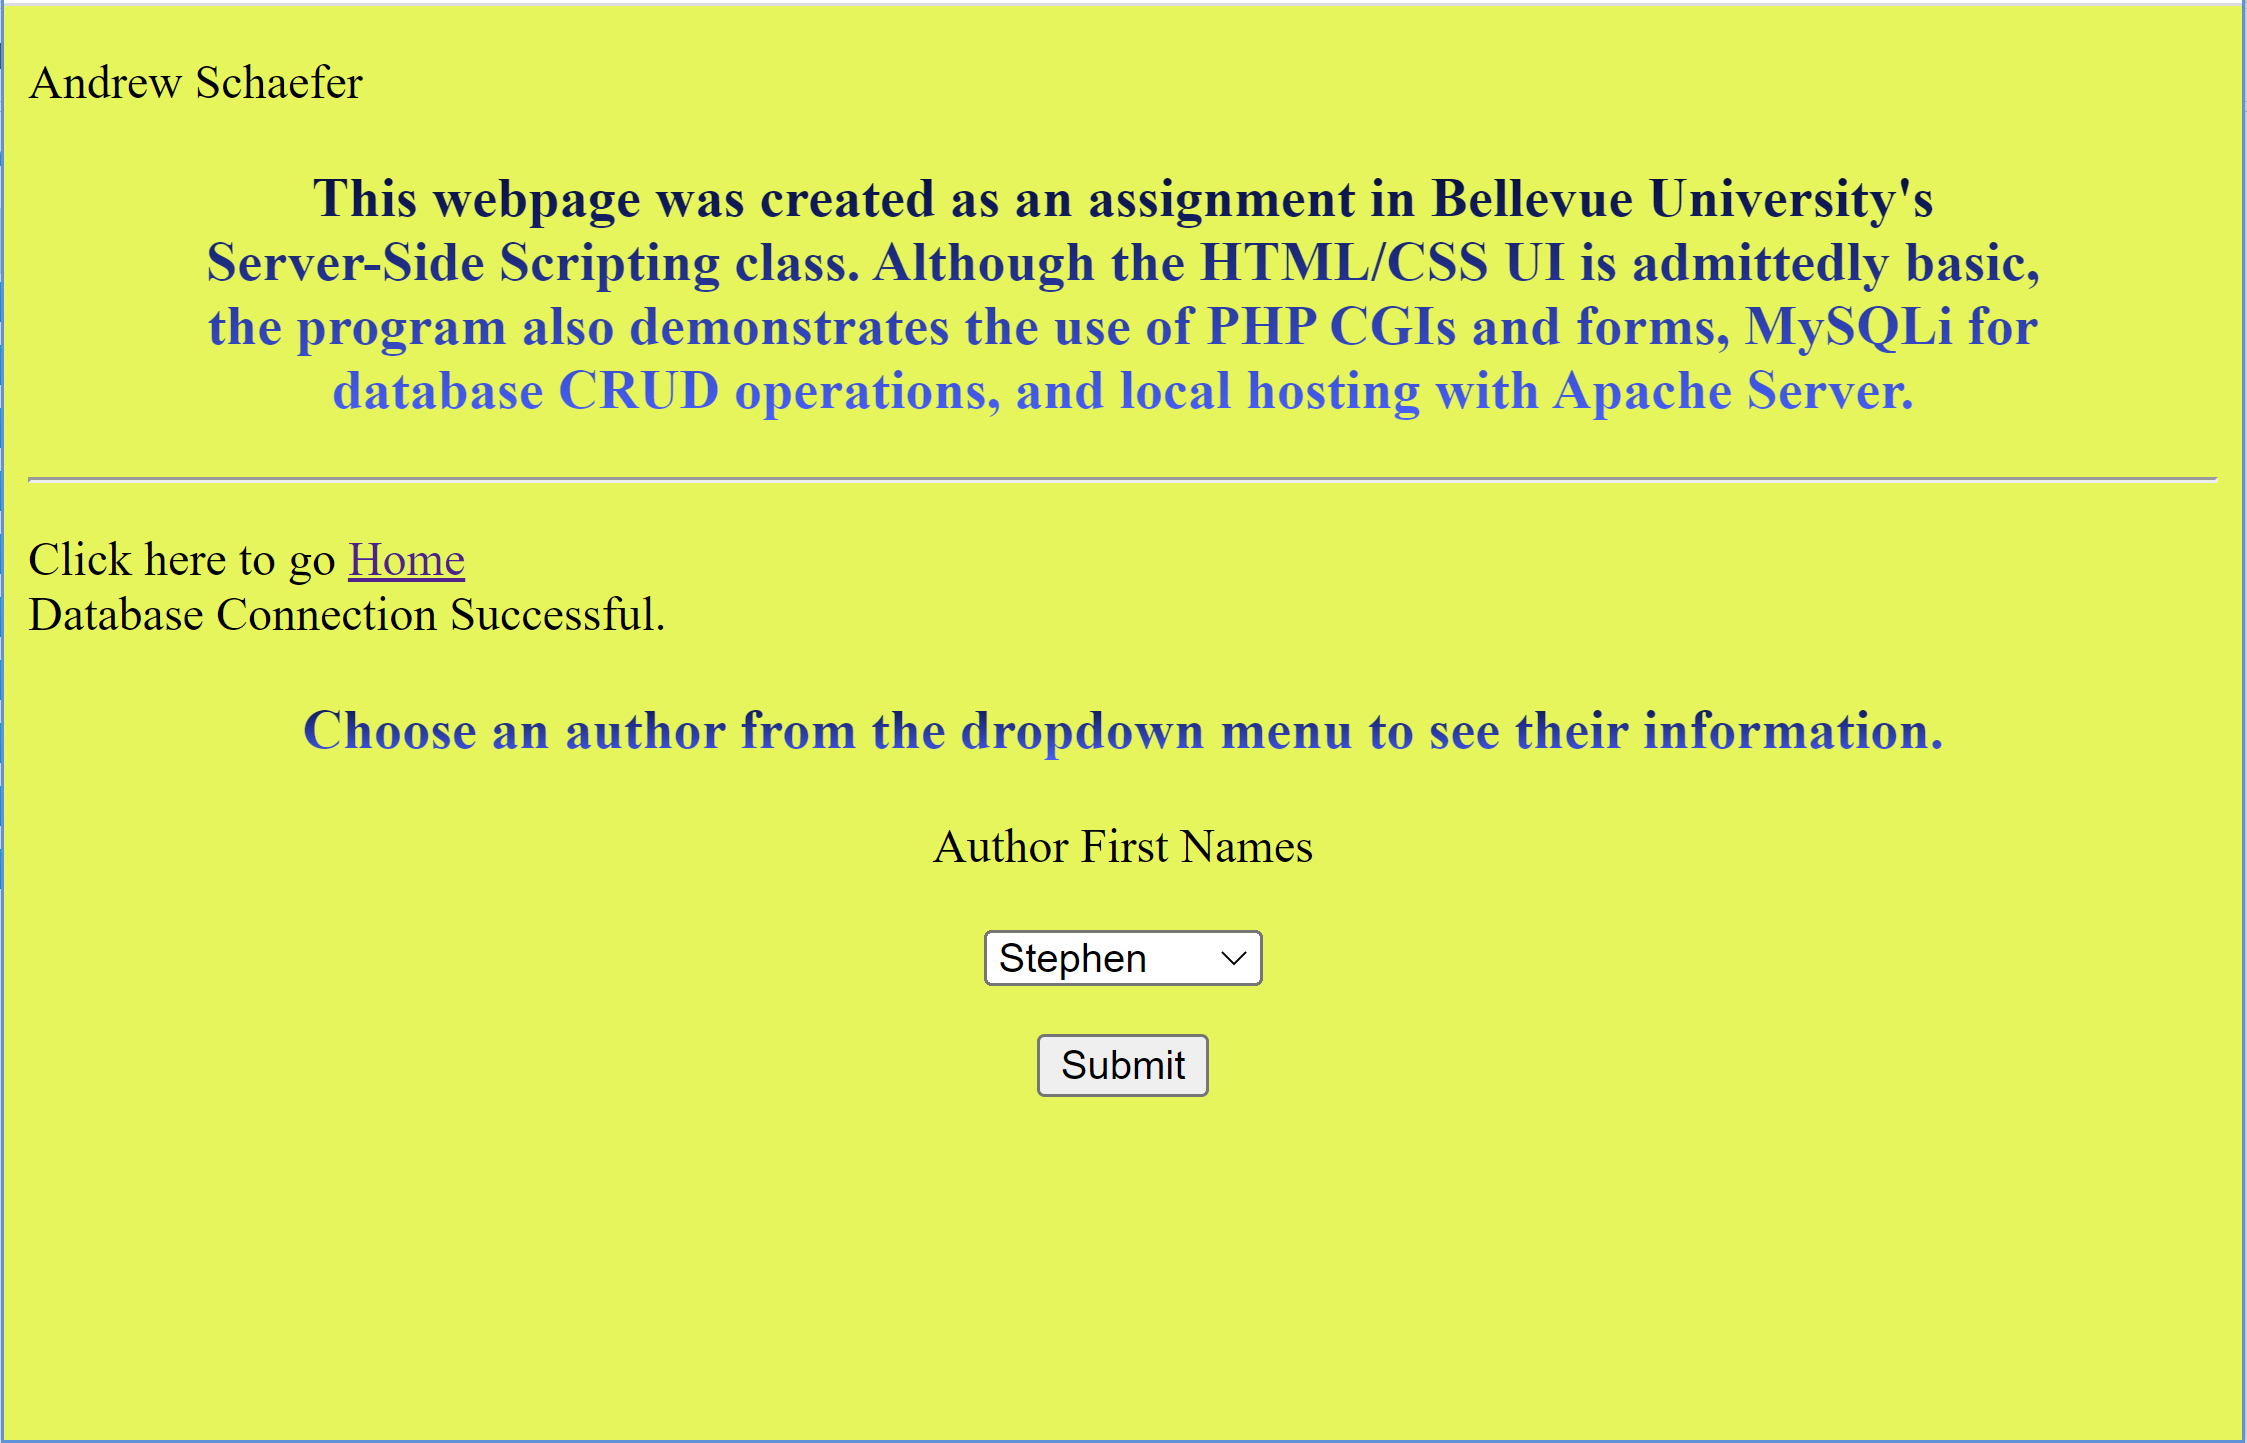 Andrew Schaefer
This webpage was created as an assignment in Bellevue University's
Server-Side Scripting class. Although the HTML/CSS UI is admittedly basic,
the program also demonstrates the use of PHP CGIs and forms, MySQLi for
database CRUD operations, and local hosting with Apache Server.
Click here to go Home
Database Connection Successful.
Choose an author from the dropdown menu to see their information.
Author First Names
Stephen
Submit